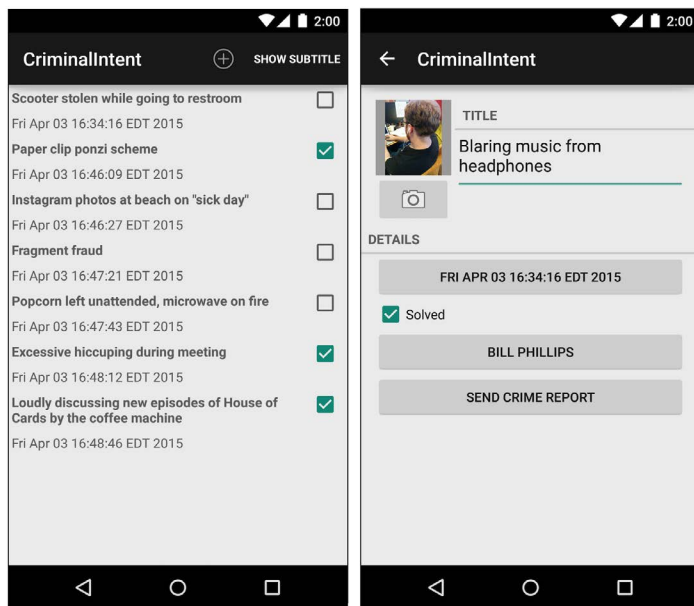 2:00
CriminalIntent SHOW SUBTITLE
Scooter stolen while going to restroom
Fri Apr 03 16:34:16 EDT 2015
Paper clip ponzi scheme
Fri Apr 03 16:46:09 EDT 2015
Instagram photos at beach on "sick day"
Fri Apr 03 16:46:27 EDT 2015
Fragment fraud
Fri Apr 03 16:47:21 EDT 2015
Popcorn left unattended, microwave on fire
Fri Apr 03 16:47:43 EDT 2015
Excessive hiccuping during meeting
Fri Apr 03 16:48:12 EDT 2015
Loudly discussing new episodes of House of
Cards by the coffee machine
Fri Apr 03 16:48:46 EDT 2015
2:00
CriminalIntent
TITLE
Blaring music from
headphones
DETAILS
FRI APR 03 16:34:16 EDT 2015
Solved
BILL PHILLIPS
SEND CRIME REPORT